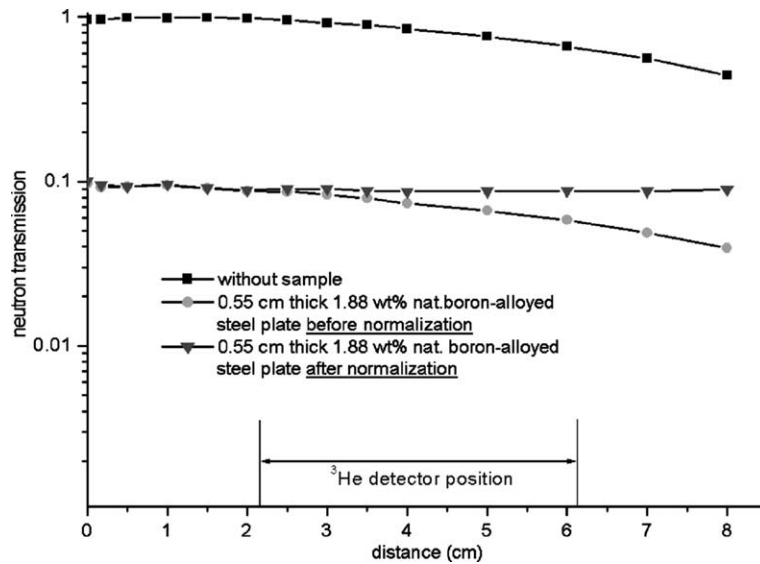 1
0.1
0.01
neutron transmission
without sample
0.55 cm thick 1.88 wt% nat.boron-alloyed
steel plate before normalization
0.55 cm thick 1.88 wt% nat. boron-alloyed
steel plate after normalization
³He detector position
0 1 2 3 4 5 6 7 8
distance (cm)